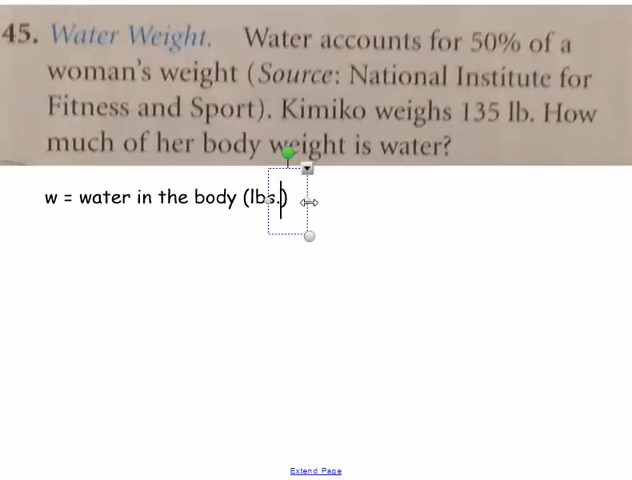 45. Water Weight. Water accounts for 50% of a
woman's weight (Source: National Institute for
Fitness and Sport). Kimiko weighs 135 lb. How
much of her body weight is water?
w = water in the body (lbs.)
Extend Page